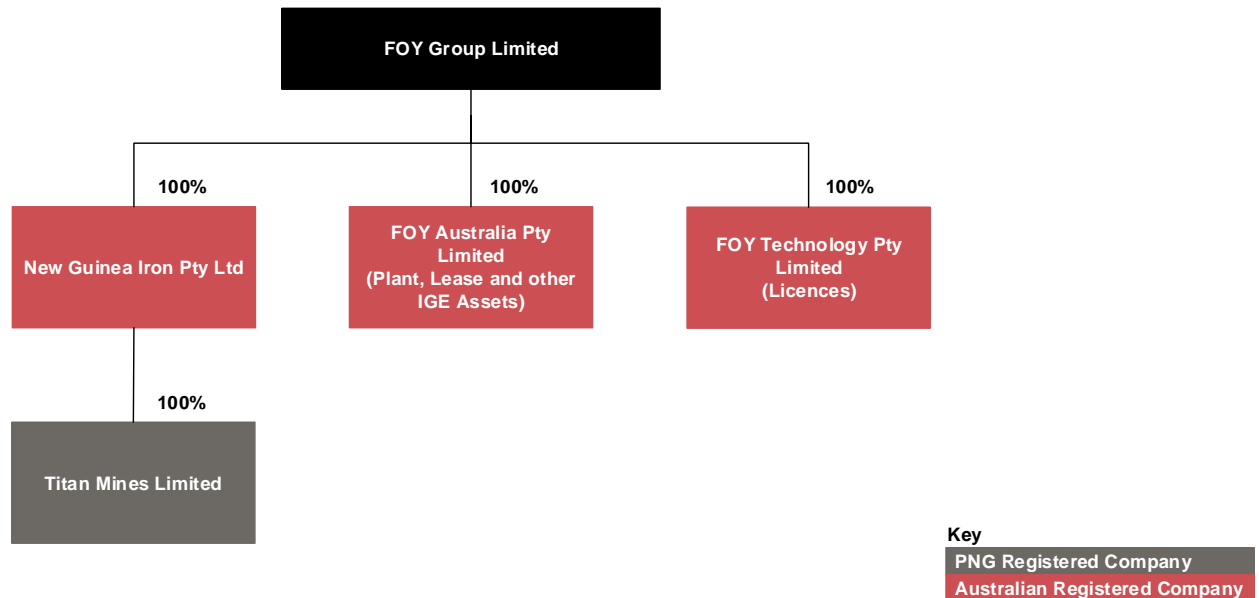 FOY Group Limited
100%
100%
100%
New Guinea Iron Pty Ltd
FOY Australia Pty
Limited
(Plant, Lease and other
IGE Assets)
FOY Technology Pty
Limited
(Licences)
100%
Titan Mines Limited
Key
PNG Registered Company
Australian Registered Company